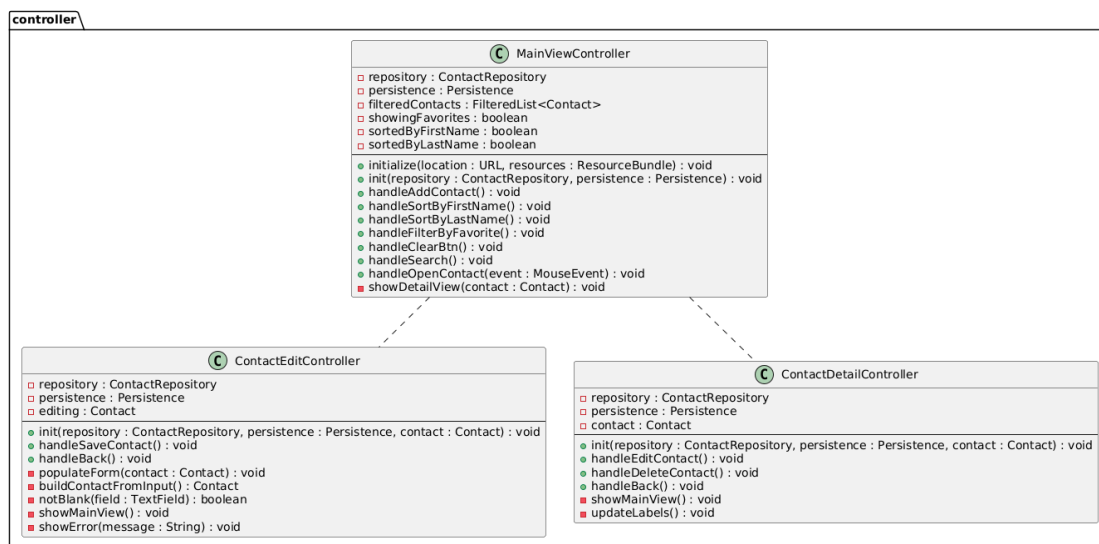 controller
C MainViewController
repository : ContactRepository
persistence : Persistence
filteredContacts : FilteredList<Contact>
showingFavorites : boolean
sortedByFirstName : boolean
sortedByLastName : boolean
initialize(location : URL, resources : ResourceBundle) : void
init(repository : ContactRepository, persistence : Persistence) : void
handleAddContact() : void
handleSortByFirstName() : void
handleSortByLastName() : void
handleFilterByFavorite() : void
handleClearBtn() : void
handleSearch() : void
handleOpenContact(event : MouseEvent) : void
showDetailView(contact : Contact) : void
C ContactEditController
repository : ContactRepository
persistence : Persistence
editing : Contact
init(repository : ContactRepository, persistence : Persistence, contact : Contact) : void
handleSaveContact() : void
handleBack() : void
populateForm(contact : Contact) : void
buildContactFromInput() : Contact
notBlank(field : TextField) : boolean
showMainView() : void
showError(message : String) : void
C ContactDetailController
repository : ContactRepository
persistence : Persistence
contact : Contact
init(repository : ContactRepository, persistence : Persistence, contact : Contact) : void
handleEditContact() : void
handleDeleteContact() : void
handleBack() : void
showMainView() : void
updateLabels() : void